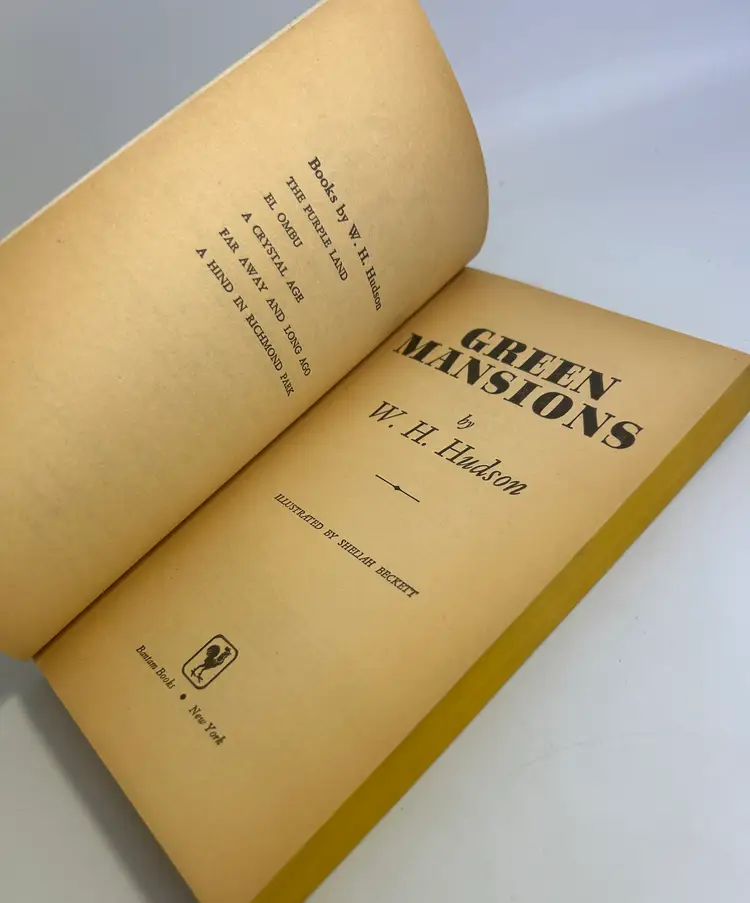 Books by W. H. Hudson
THE PURPLE LAND
EL OMBU
A CRYSTAL AGE
FAR AWAY AND LONG AGO
A HIND IN RICHMOND PARK
GREEN
MANSIONS
by
W. H. Hudson
ILLUSTRATED BY SHEILAH BECKETT
Bantam Books • New York